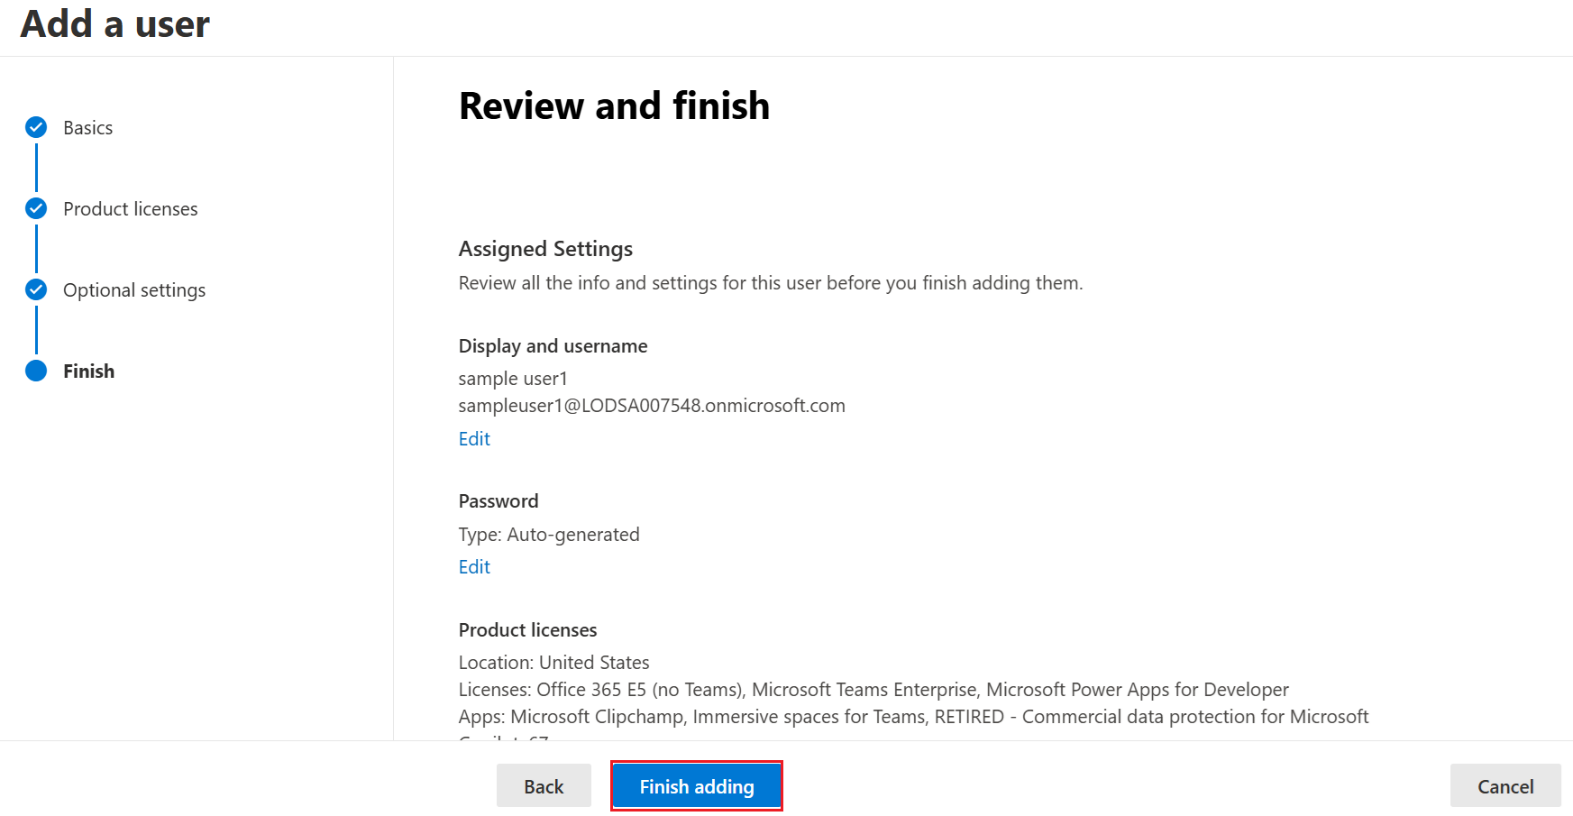 Add a user
Basics
Product licenses
Optional settings
Finish
Review and finish
Assigned Settings
Review all the info and settings for this user before you finish adding them.
Display and username
sample user1
sampleuser1@LODSA007548.onmicrosoft.com
Edit
Password
Type: Auto-generated
Edit
Product licenses
Location: United States
Licenses: Office 365 E5 (no Teams), Microsoft Teams Enterprise, Microsoft Power Apps for Developer
Apps: Microsoft Clipchamp, Immersive spaces for Teams, RETIRED - Commercial data protection for Microsoft
Back
Finish adding
Cancel